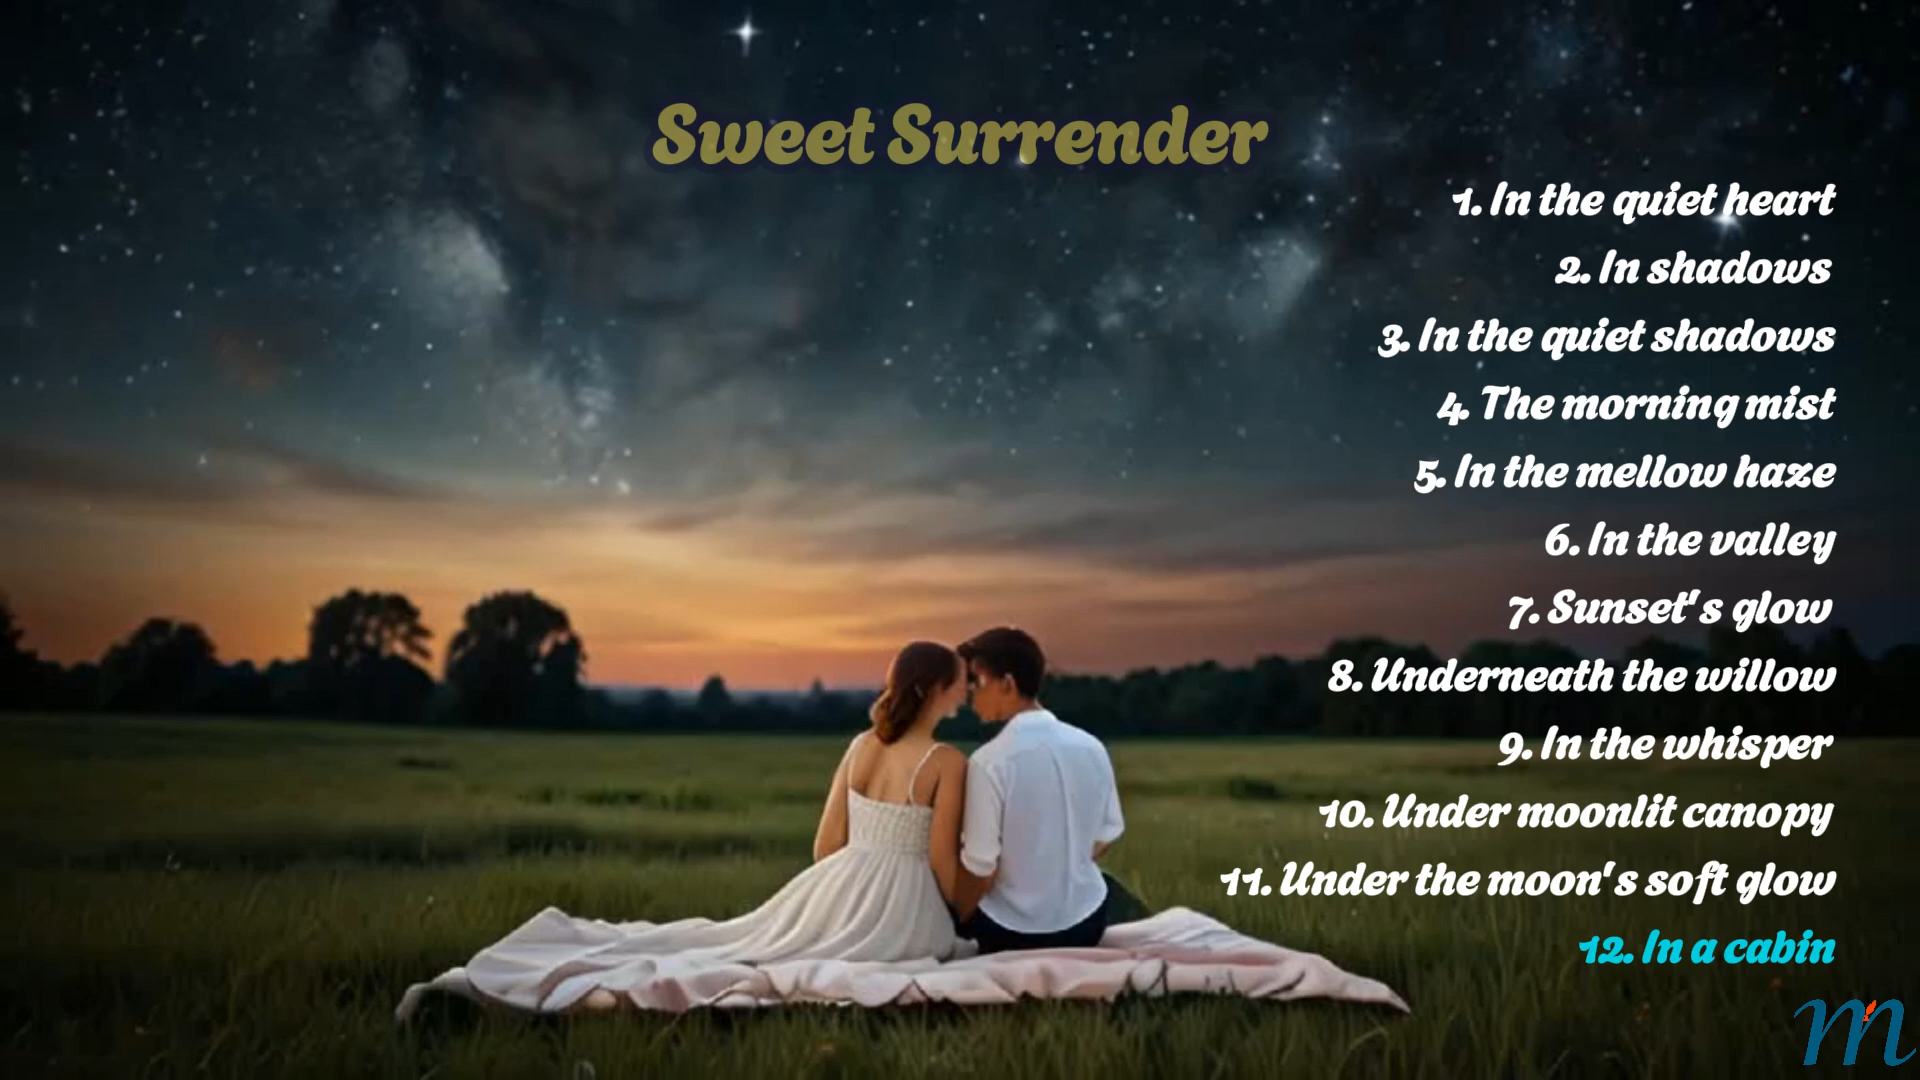 Sweet Surrender
1. In the quiet heart
2. In shadows
3. In the quiet shadows
4. The morning mist
5. In the mellow haze
6. In the valley
7. Sunset's glow
8. Underneath the willow
9. In the whisper
10. Under moonlit canopy
11. Under the moon's soft glow
12. In a cabin
m